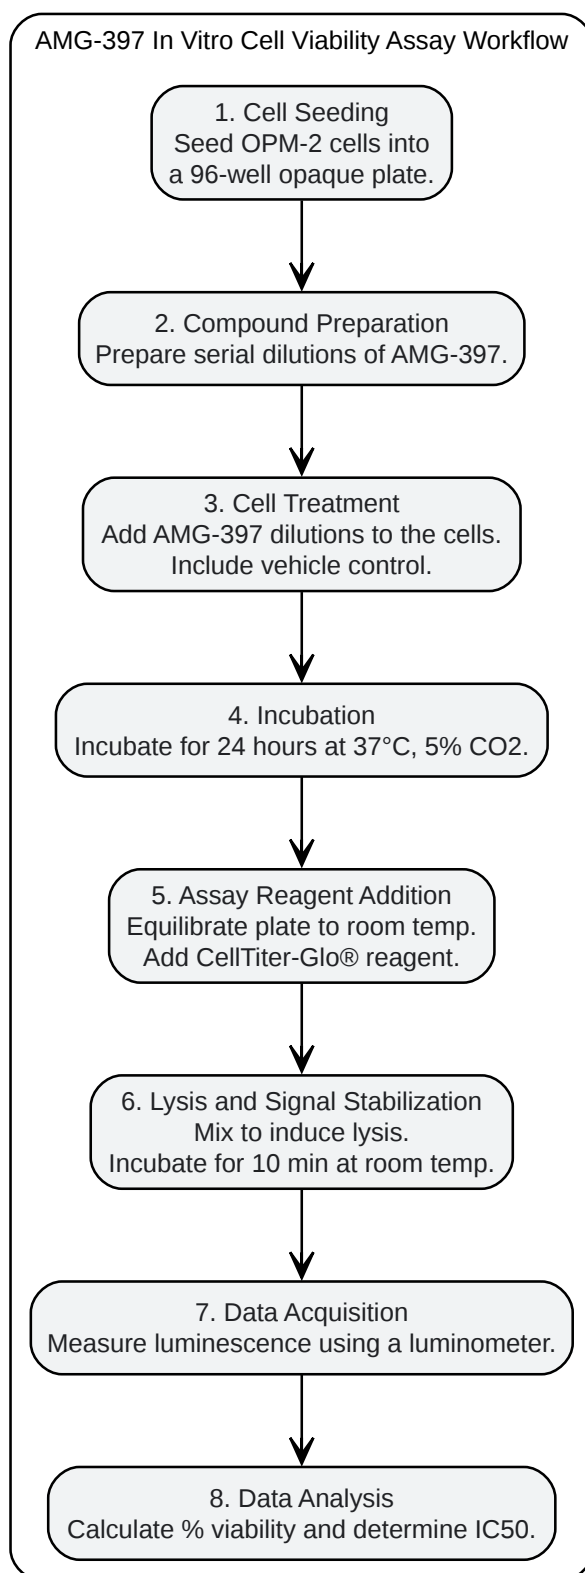 AMG-397 In Vitro Cell Viability Assay Workflow
1. Cell Seeding
Seed OPM-2 cells into
a 96-well opaque plate.
2. Compound Preparation
Prepare serial dilutions of AMG-397.
3. Cell Treatment
Add AMG-397 dilutions to the cells.
Include vehicle control.
4. Incubation
Incubate for 24 hours at 37°C, 5% CO2.
5. Assay Reagent Addition
Equilibrate plate to room temp.
Add CellTiter-Glo® reagent.
6. Lysis and Signal Stabilization
Mix to induce lysis.
Incubate for 10 min at room temp.
7. Data Acquisition
Measure luminescence using a luminometer.
8. Data Analysis
Calculate % viability and determine IC50.